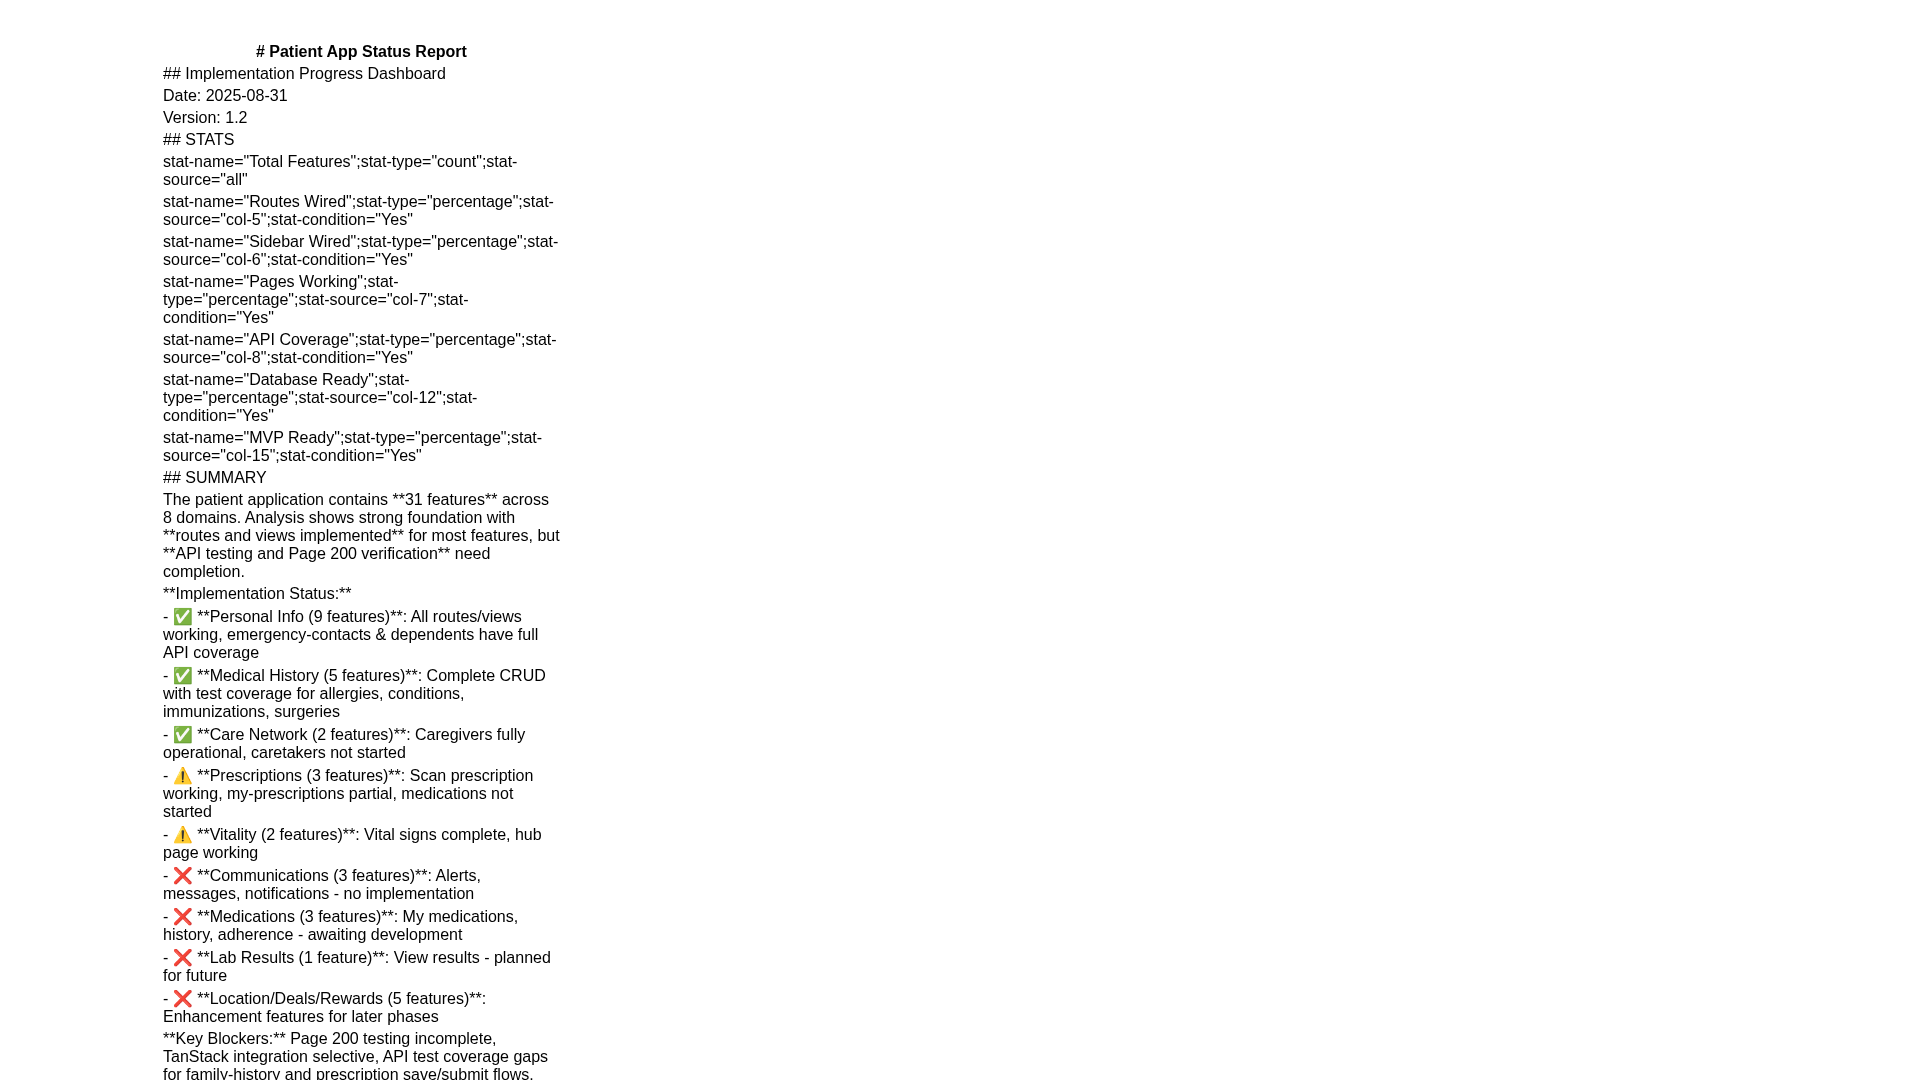 # Patient App Status Report
## Implementation Progress Dashboard
Date: 2025-08-31
Version: 1.2
## STATS
stat-name="Total Features";stat-type="count";stat-
source="all"
stat-name="Routes Wired";stat-type="percentage";stat-
source="col-5";stat-condition="Yes"
stat-name="Sidebar Wired";stat-type="percentage";stat-
source="col-6";stat-condition="Yes"
stat-name="Pages Working";stat-
type="percentage";stat-source="col-7";stat-
condition="Yes"
stat-name="API Coverage";stat-type="percentage";stat-
source="col-8";stat-condition="Yes"
stat-name="Database Ready";stat-
type="percentage";stat-source="col-12";stat-
condition="Yes"
stat-name="MVP Ready";stat-type="percentage";stat-
source="col-15";stat-condition="Yes"
## SUMMARY
The patient application contains **31 features** across
8 domains. Analysis shows strong foundation with
**routes and views implemented** for most features, but
**API testing and Page 200 verification** need
completion.
**Implementation Status:**
- ✅ **Personal Info (9 features)**: All routes/views
working, emergency-contacts & dependents have full
API coverage
- ✅ **Medical History (5 features)**: Complete CRUD
with test coverage for allergies, conditions,
immunizations, surgeries
- ✅ **Care Network (2 features)**: Caregivers fully
operational, caretakers not started
- ⚠️ **Prescriptions (3 features)**: Scan prescription
working, my-prescriptions partial, medications not
started
- ⚠️ **Vitality (2 features)**: Vital signs complete, hub
page working
- ❌ **Communications (3 features)**: Alerts,
messages, notifications - no implementation
- ❌ **Medications (3 features)**: My medications,
history, adherence - awaiting development
- ❌ **Lab Results (1 feature)**: View results - planned
for future
- ❌ **Location/Deals/Rewards (5 features)**:
Enhancement features for later phases
**Key Blockers:** Page 200 testing incomplete,
TanStack integration selective, API test coverage gaps
for family-history and prescription save/submit flows.